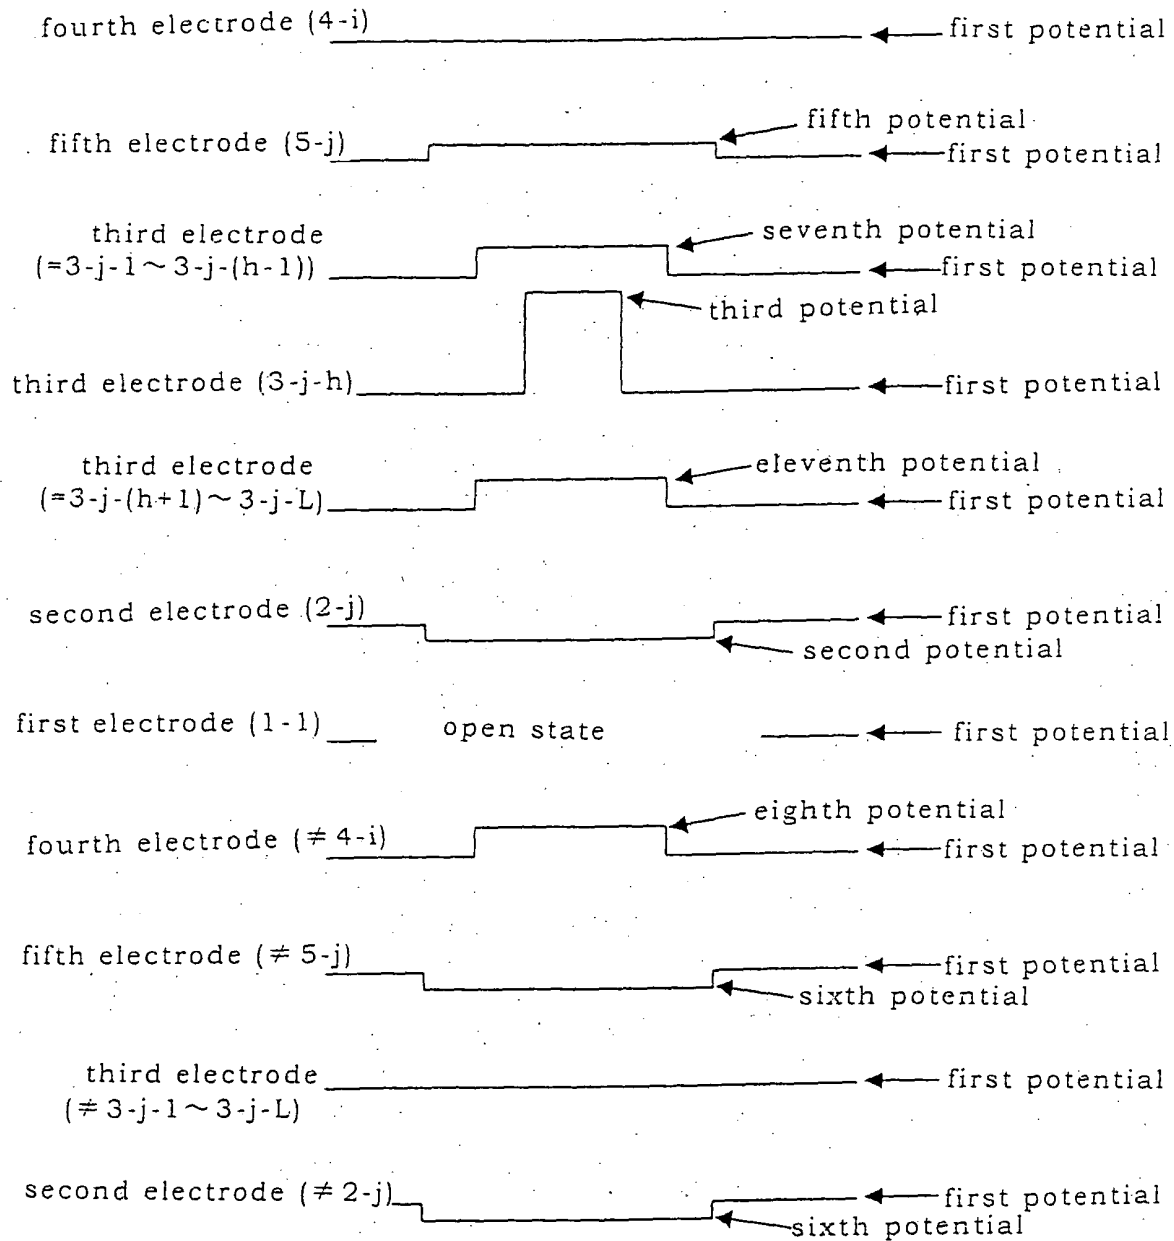 fourth electrode (4-i) first potential
fifth potential
fifth electrode (5-j) first potential
third electrode seventh potential
(=3-j-1~3-j-(h-1)) first potential
third potential
third electrode (3-j-h) first potential
third electrode eleventh potential
(=3-j-(h+1)~3-j-L) first potential
second electrode (2-j) first potential
second potential
first electrode (1-1) open state first potential
eighth potential
fourth electrode (≠4-i) first potential
fifth electrode (≠5-j) first potential
sixth potential
third electrode first potential
(≠3-j-1~3-j-L)
second electrode (≠2-j) first potential
sixth potential